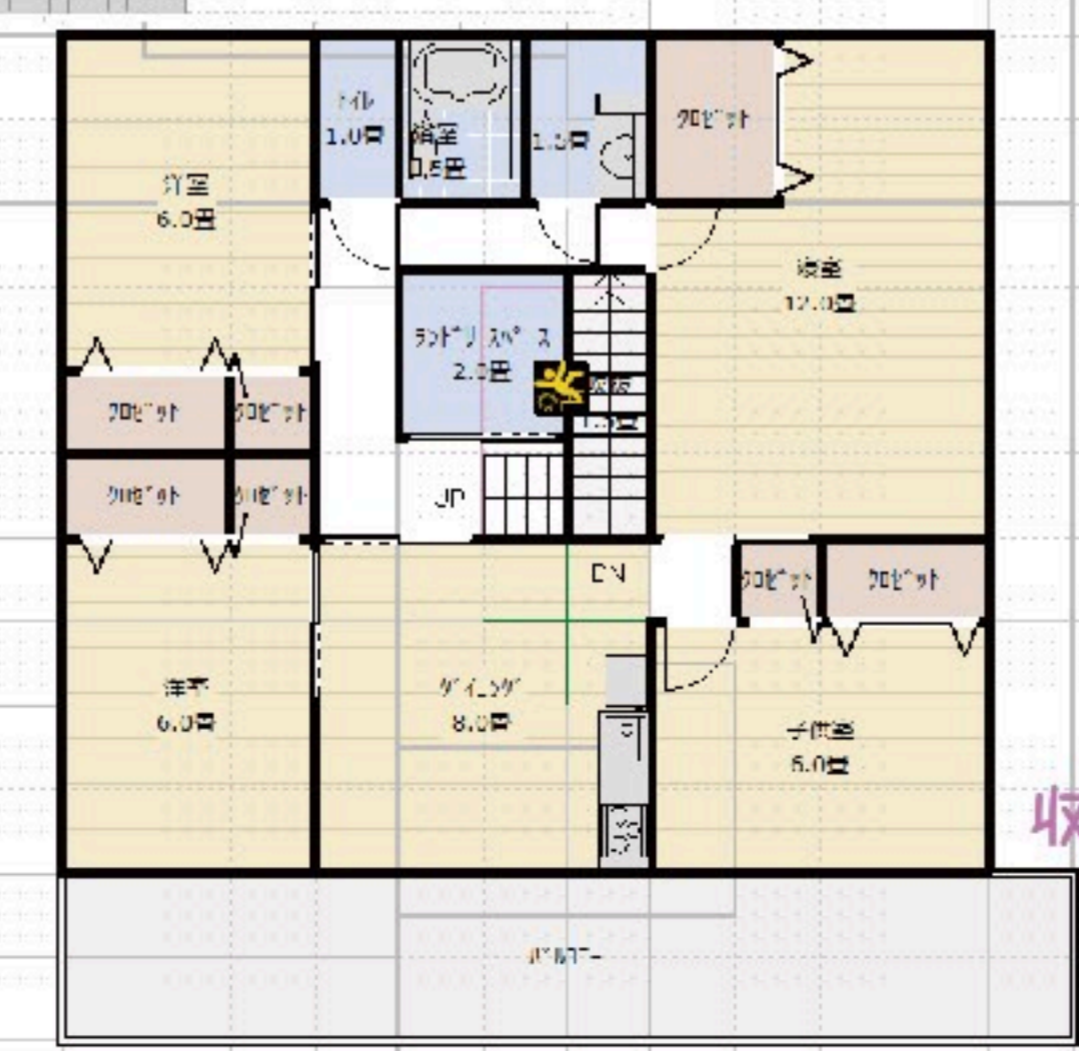 トイレ
1.0畳
浴室
1.5畳
クロゼット
洋室
6.0畳
寝室
12.0畳
ランドリースペース
2.0畳
クロゼット
クロゼット
クロゼット
クロゼット
UP
DN
クロゼット
クロゼット
洋室
6.0畳
ダイニング
8.0畳
子供室
6.0畳
収
バルコニー